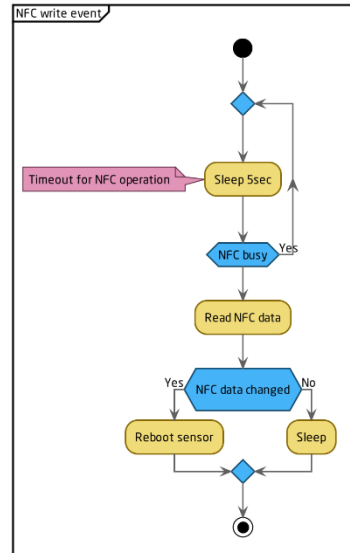 NFC write event
Timeout for NFC operation
Sleep 5sec
NFC busy
Yes
Read NFC data
Yes
NFC data changed
No
Reboot sensor
Sleep